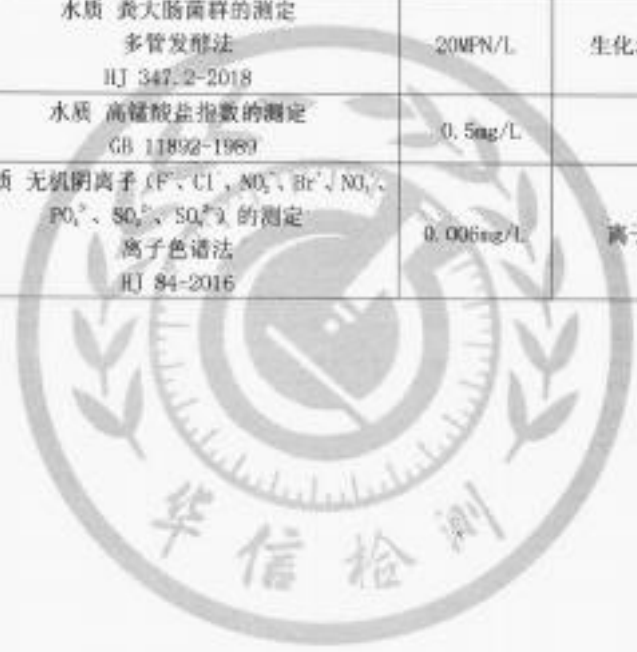 水质 粪大肠菌群的测定
多管发酵法
HJ 347.2-2018
20MPN/L
生化
水质 高锰酸盐指数的测定
GB 11892-1989
0.5mg/L
质 无机阴离子（F⁻、Cl⁻、NO₂⁻、Br⁻、NO₃⁻、
PO₄³⁻、SO₃²⁻、SO₄²⁻）的测定
离子色谱法
HJ 84-2016
0.006mg/L
离子
华信检测